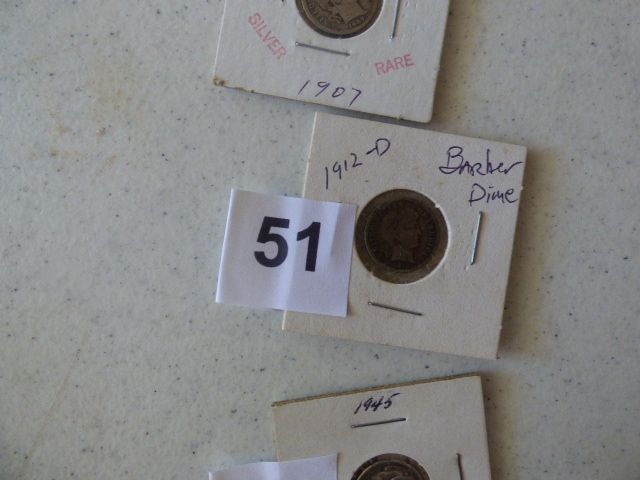 SILVER
RARE
1907
1912-D
Barber
Dime
51
1945